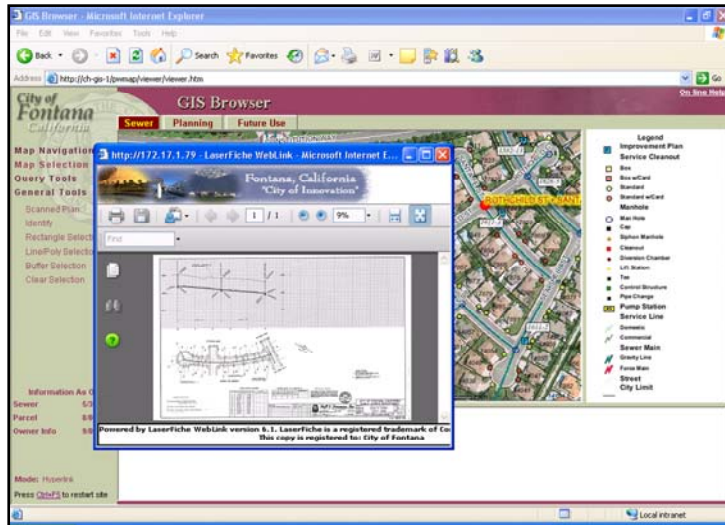 GIS Browser - Microsoft Internet Explorer
File Edit View Favorites Tools Help
Back Search Favorites
Address http://ch-gis-1/pwmap/viewer/viewer.htm Go
City of
Fontana
California
GIS Browser
On line Help
Sewer Planning Future Use
Map Navigation
Map Selection
Query Tools
General Tools
Scanned Plan
Identify
Rectangle Select
Line/Poly Selectio
Buffer Selection
Clear Selection
Information As O
Sewer
Parcel
Owner Info
Mode: Hyperlink
Press Ctrl+F5 to restart site
http://172.17.1.79 - LaserFiche WebLink - Microsoft Internet E...
Fontana, California
"City of Innovation"
1 / 1 9%
Find
Powered by LaserFiche WebLink version 6.1. LaserFiche is a registered trademark of Co
This copy is registered to: City of Fontana
ROTHCHILD ST
Legend
Improvement Plan
Service Cleanout
Box
Box w/Card
Standard
Standard w/Card
Manhole
Man Hole
Cap
Siphon Manhole
Cleanout
Diversion Chamber
Lift Station
Tee
Control Structure
Pipe Change
Pump Station
Service Line
Domestic
Commercial
Sewer Main
Gravity Line
Force Main
Street
City Limit
Local intranet